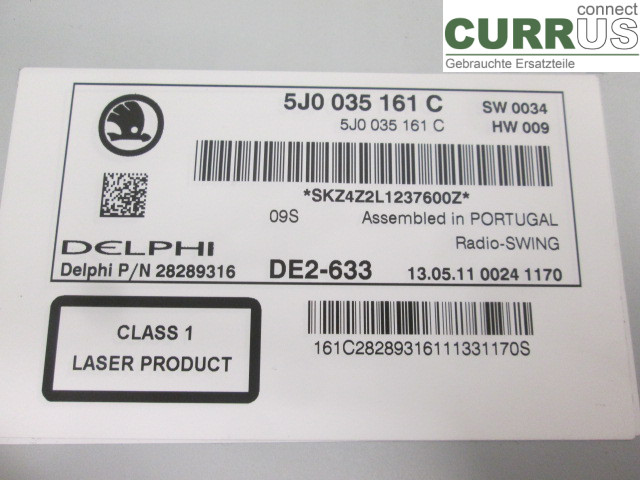 connect
CURRUS
Gebrauchte Ersatzteile
5J0 035 161 C SW 0034
5J0 035 161 C HW 009
*SKZ4Z2L1237600Z*
09S Assembled in PORTUGAL
DELPHI Radio-SWING
Delphi P/N 28289316 DE2-633 13.05.11 0024 1170
CLASS 1
LASER PRODUCT
161C28289316111331170S